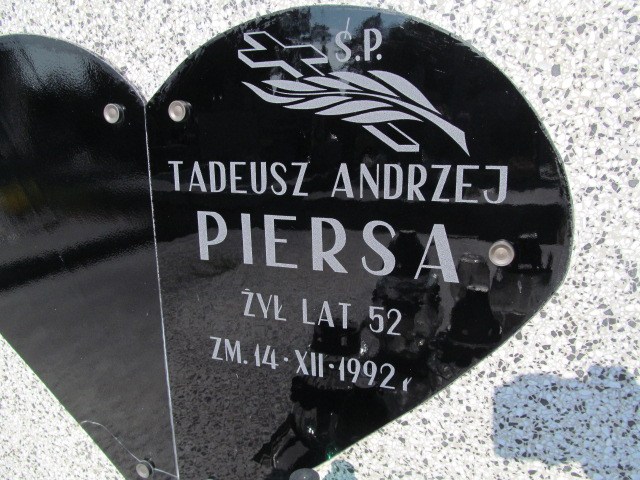 Ś.P.
TADEUSZ ANDRZEJ
PIERSA
ŻYŁ LAT 52
ZM. 14·XII·1992 r